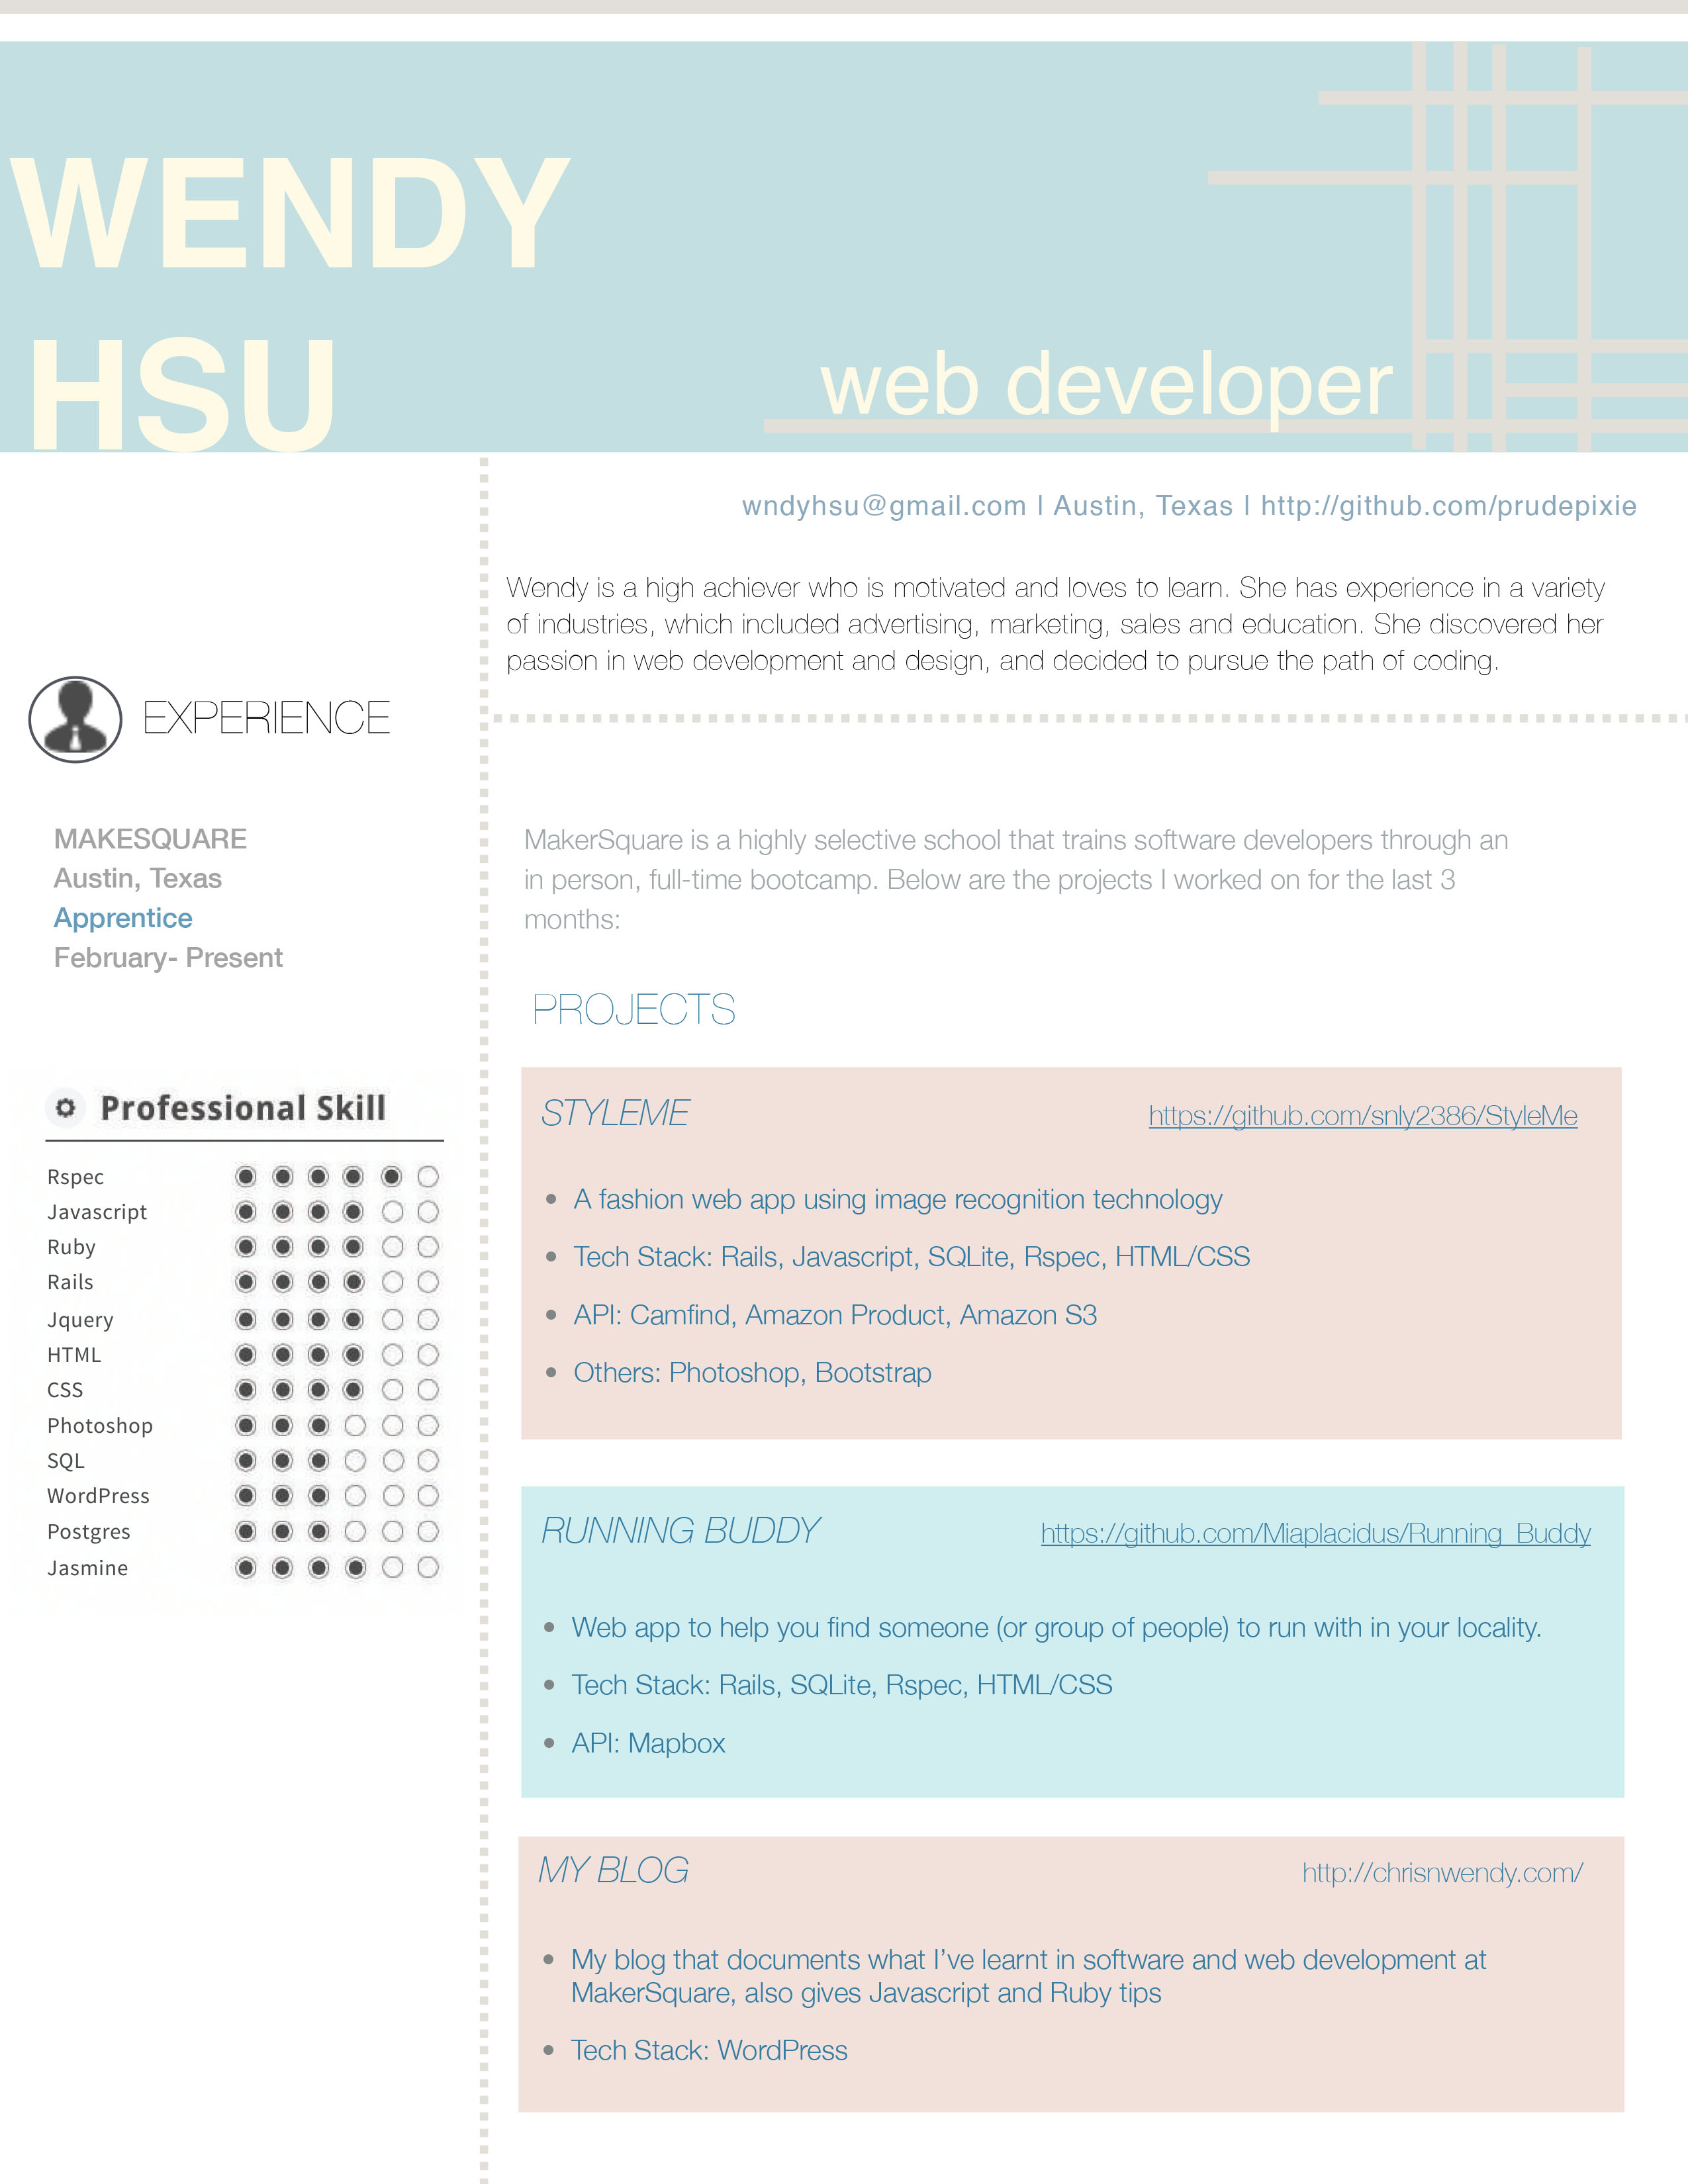 WENDY
HSU
web developer
wndyhsu@gmail.com | Austin, Texas | http://github.com/prudepixie
Wendy is a high achiever who is motivated and loves to learn. She has experience in a variety
of industries, which included advertising, marketing, sales and education. She discovered her
passion in web development and design, and decided to pursue the path of coding.
EXPERIENCE
MAKESQUARE
Austin, Texas
Apprentice
February- Present
MakerSquare is a highly selective school that trains software developers through an
in person, full-time bootcamp. Below are the projects I worked on for the last 3
months:
Professional Skill
Rspec
Javascript
Ruby
Rails
Jquery
HTML
CSS
Photoshop
SQL
WordPress
Postgres
Jasmine
PROJECTS
STYLEME https://github.com/snly2386/StyleMe
• A fashion web app using image recognition technology
• Tech Stack: Rails, Javascript, SQLite, Rspec, HTML/CSS
• API: Camfind, Amazon Product, Amazon S3
• Others: Photoshop, Bootstrap
RUNNING BUDDY https://github.com/Miaplacidus/Running_Buddy
• Web app to help you find someone (or group of people) to run with in your locality.
• Tech Stack: Rails, SQLite, Rspec, HTML/CSS
• API: Mapbox
MY BLOG http://chrisnwendy.com/
• My blog that documents what I’ve learnt in software and web development at
MakerSquare, also gives Javascript and Ruby tips
• Tech Stack: WordPress